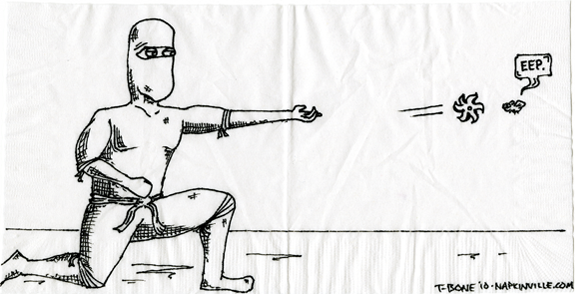 EEP.
T-BONE '10 - NAPKINVILLE.COM